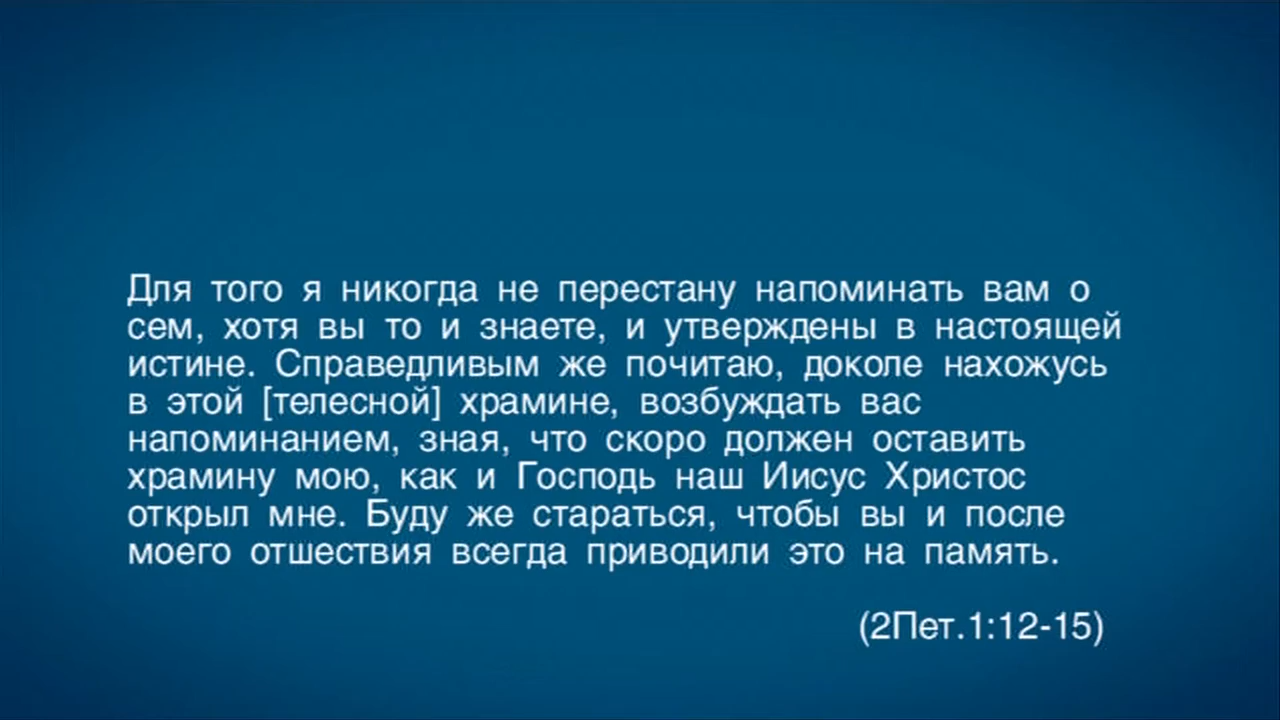 Для того я никогда не перестану напоминать вам о
сем, хотя вы то и знаете, и утверждены в настоящей
истине. Справедливым же почитаю, доколе нахожусь
в этой [телесной] храмине, возбуждать вас
напоминанием, зная, что скоро должен оставить
храмину мою, как и Господь наш Иисус Христос
открыл мне. Буду же стараться, чтобы вы и после
моего отшествия всегда приводили это на память.
(2Пет.1:12-15)